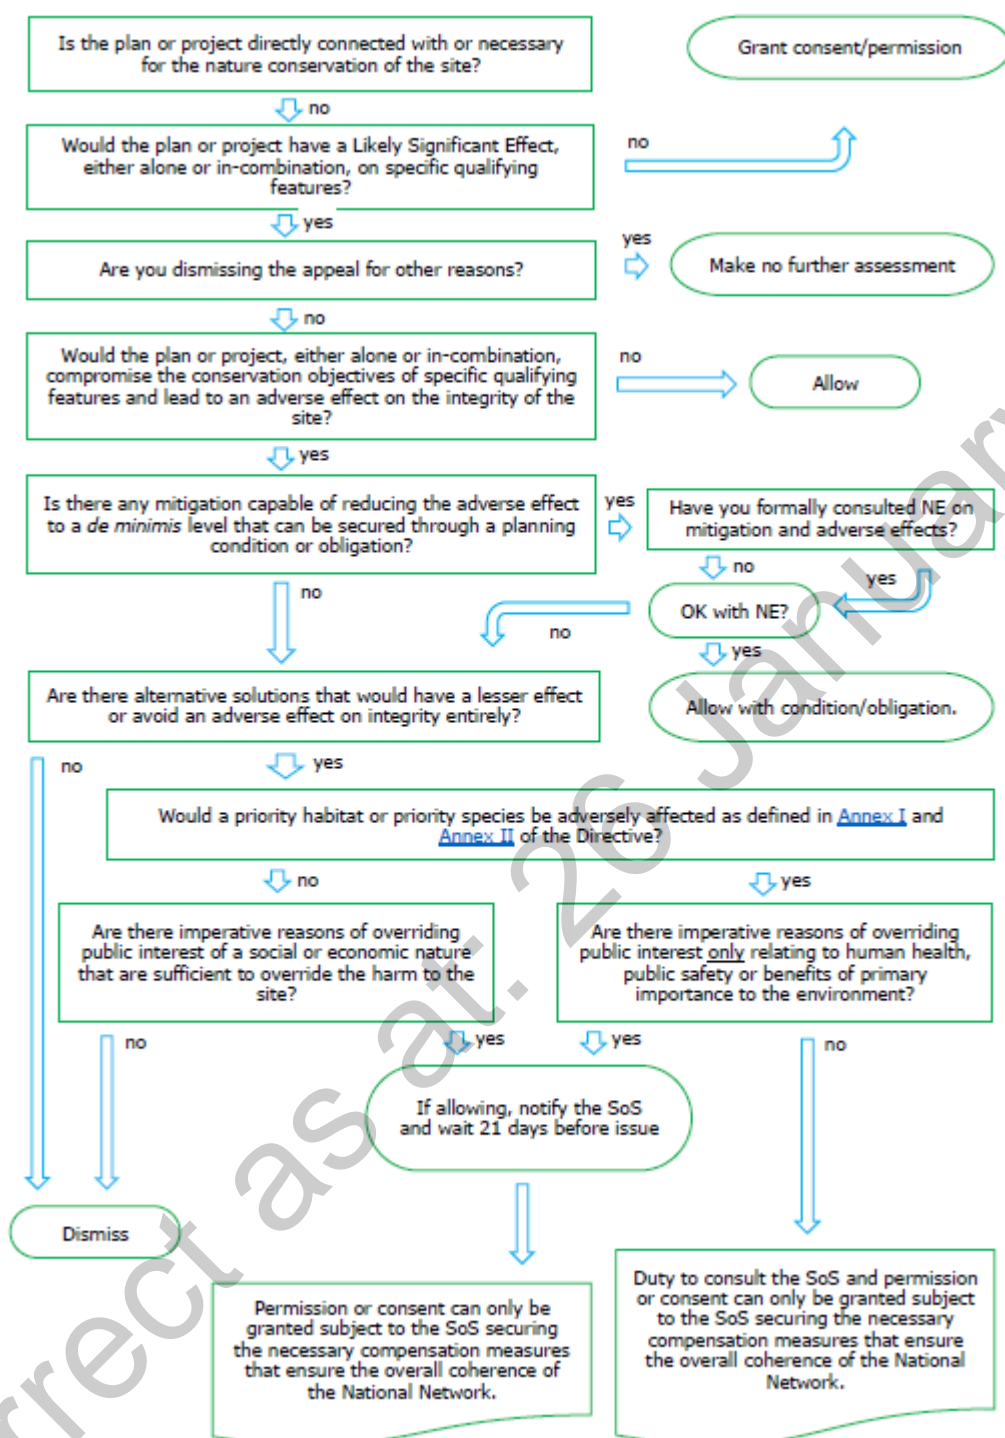 Is the plan or project directly connected with or necessary
for the nature conservation of the site?
Grant consent/permission
no
Would the plan or project have a Likely Significant Effect,
either alone or in-combination, on specific qualifying
features?
no
yes
Are you dismissing the appeal for other reasons?
yes
Make no further assessment
no
Would the plan or project, either alone or in-combination,
compromise the conservation objectives of specific qualifying
features and lead to an adverse effect on the integrity of the
site?
no
Allow
yes
Is there any mitigation capable of reducing the adverse effect
to a de minimis level that can be secured through a planning
condition or obligation?
yes
Have you formally consulted NE on
mitigation and adverse effects?
no
yes
no
OK with NE?
no
yes
Are there alternative solutions that would have a lesser effect
or avoid an adverse effect on integrity entirely?
Allow with condition/obligation.
no
yes
Would a priority habitat or priority species be adversely affected as defined in Annex I and
Annex II of the Directive?
no
yes
Are there imperative reasons of overriding
public interest of a social or economic nature
that are sufficient to override the harm to the
site?
Are there imperative reasons of overriding
public interest only relating to human health,
public safety or benefits of primary
importance to the environment?
no
yes
yes
no
If allowing, notify the SoS
and wait 21 days before issue
Dismiss
Permission or consent can only be
granted subject to the SoS securing
the necessary compensation measures
that ensure the overall coherence of
the National Network.
Duty to consult the SoS and permission
or consent can only be granted subject
to the SoS securing the necessary
compensation measures that ensure
the overall coherence of the National
Network.
rrect as at: 26 January